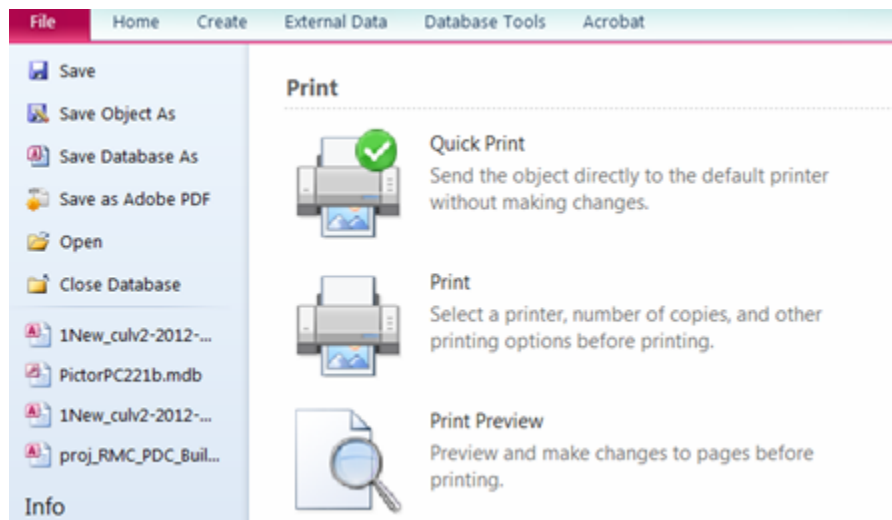 File Home Create External Data Database Tools Acrobat
Save
Save Object As
Save Database As
Save as Adobe PDF
Open
Close Database
1New_culv2-2012-...
PictorPC221b.mdb
1New_culv2-2012-...
proj_RMC_PDC_Buil...
Info
Print
Quick Print
Send the object directly to the default printer
without making changes.
Print
Select a printer, number of copies, and other
printing options before printing.
Print Preview
Preview and make changes to pages before
printing.